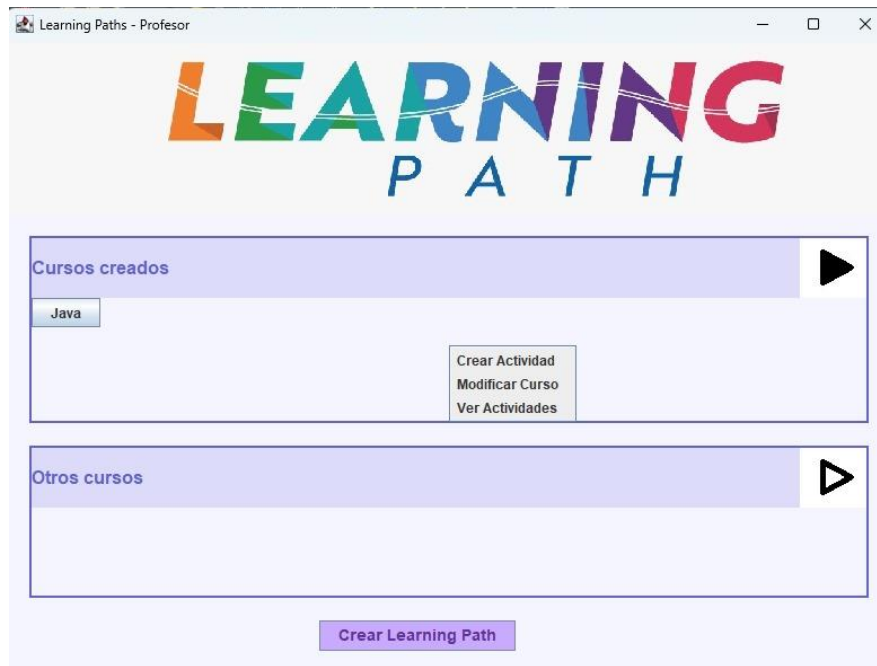 Learning Paths - Profesor
LEARNING
PATH
Cursos creados
Java
Crear Actividad
Modificar Curso
Ver Actividades
Otros cursos
Crear Learning Path